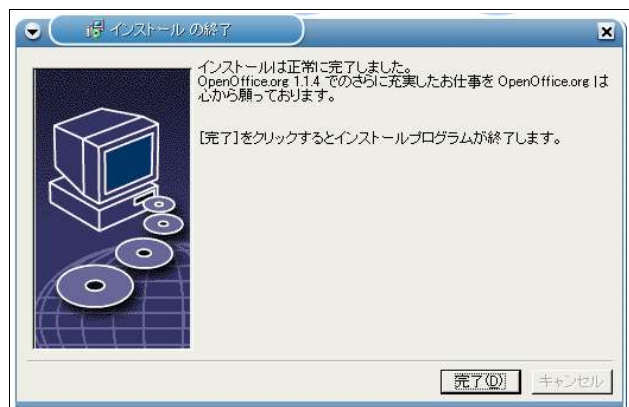 インストール の終了
インストールは正常に完了しました。
OpenOffice.org 1.1.4 でのさらに充実したお仕事を OpenOffice.org は
心から願っております。
[完了]をクリックするとインストールプログラムが終了します。
完了(D)
キャンセル